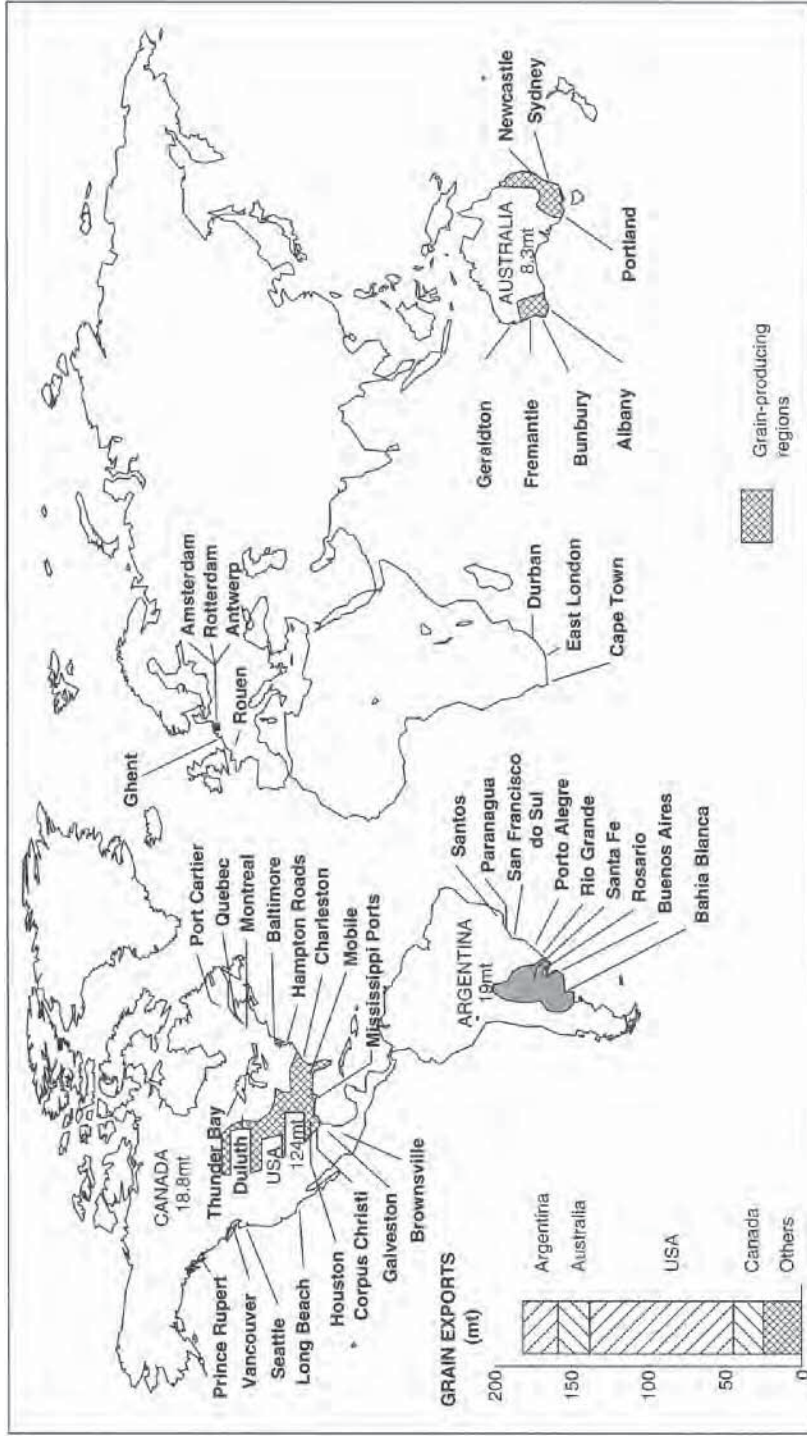 CANADA
18.8mt
Port Cartier
Quebec
Montreal
Baltimore
Hampton Roads
Charleston
Mobile
Mississippi Ports
Thunder Bay
Duluth
USA
124mt
Prince Rupert
Vancouver
Seattle
Long Beach
Houston
Corpus Christi
Galveston
Brownsville
Ghent
Amsterdam
Rotterdam
Antwerp
Rouen
Santos
Paranagua
San Francisco
do Sul
Porto Alegre
Rio Grande
Santa Fe
Rosario
Buenos Aires
Bahia Blanca
ARGENTINA
19mt
Durban
East London
Cape Town
Geraldton
Fremantle
Bunbury
Albany
AUSTRALIA
8.3mt
Newcastle
Sydney
Portland
GRAIN EXPORTS
(mt)
200
150
100
50
0
Argentina
Australia
USA
Canada
Others
Grain-producing
regions